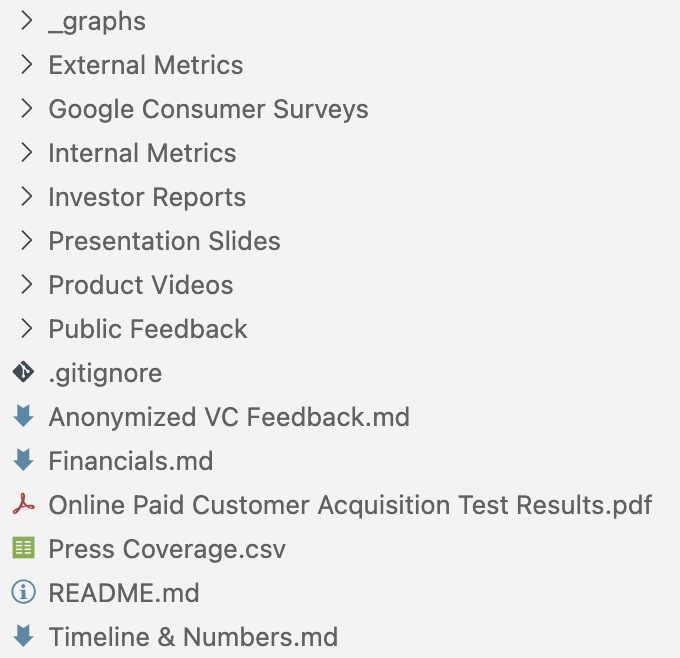 _graphs
External Metrics
Google Consumer Surveys
Internal Metrics
Investor Reports
Presentation Slides
Product Videos
Public Feedback
.gitignore
Anonymized VC Feedback.md
Financials.md
Online Paid Customer Acquisition Test Results.pdf
Press Coverage.csv
README.md
Timeline & Numbers.md